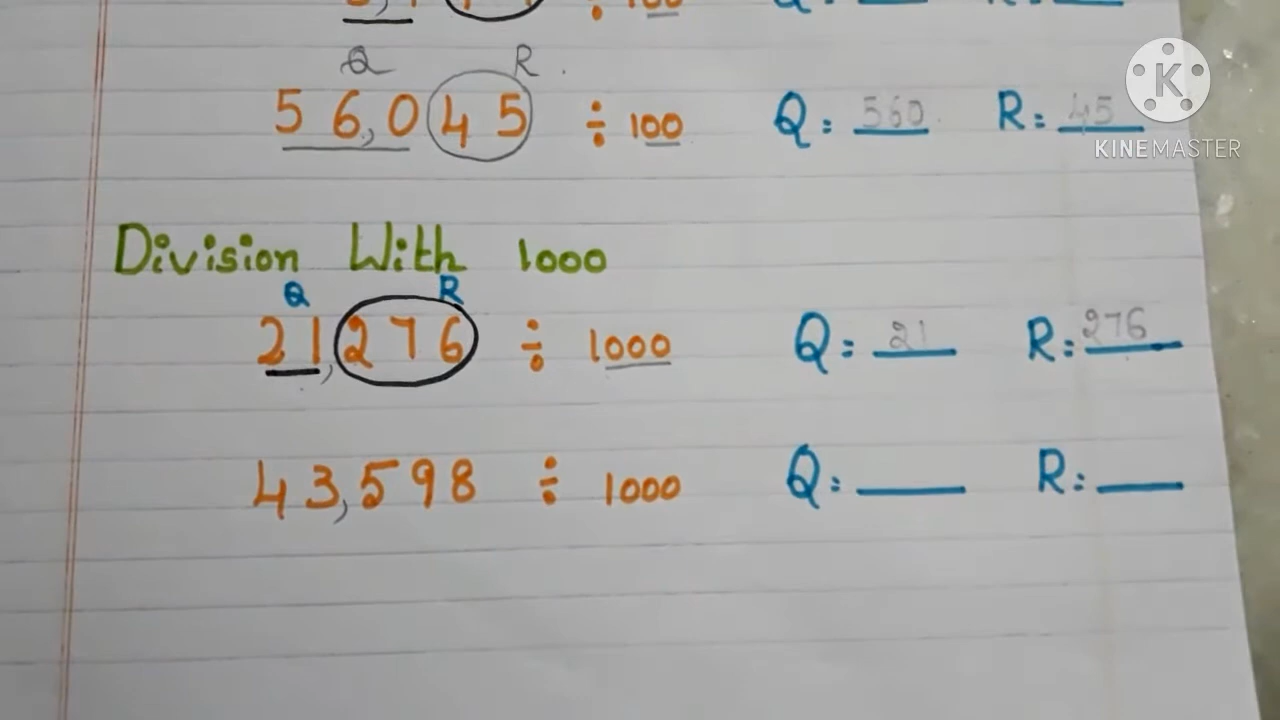 Q R
56,045 ÷ 100 Q: 560 R: 45
K
KINEMASTER
Division With 1000
Q R
21,276 ÷ 1000 Q: 21 R: 276
43,598 ÷ 1000 Q: R: